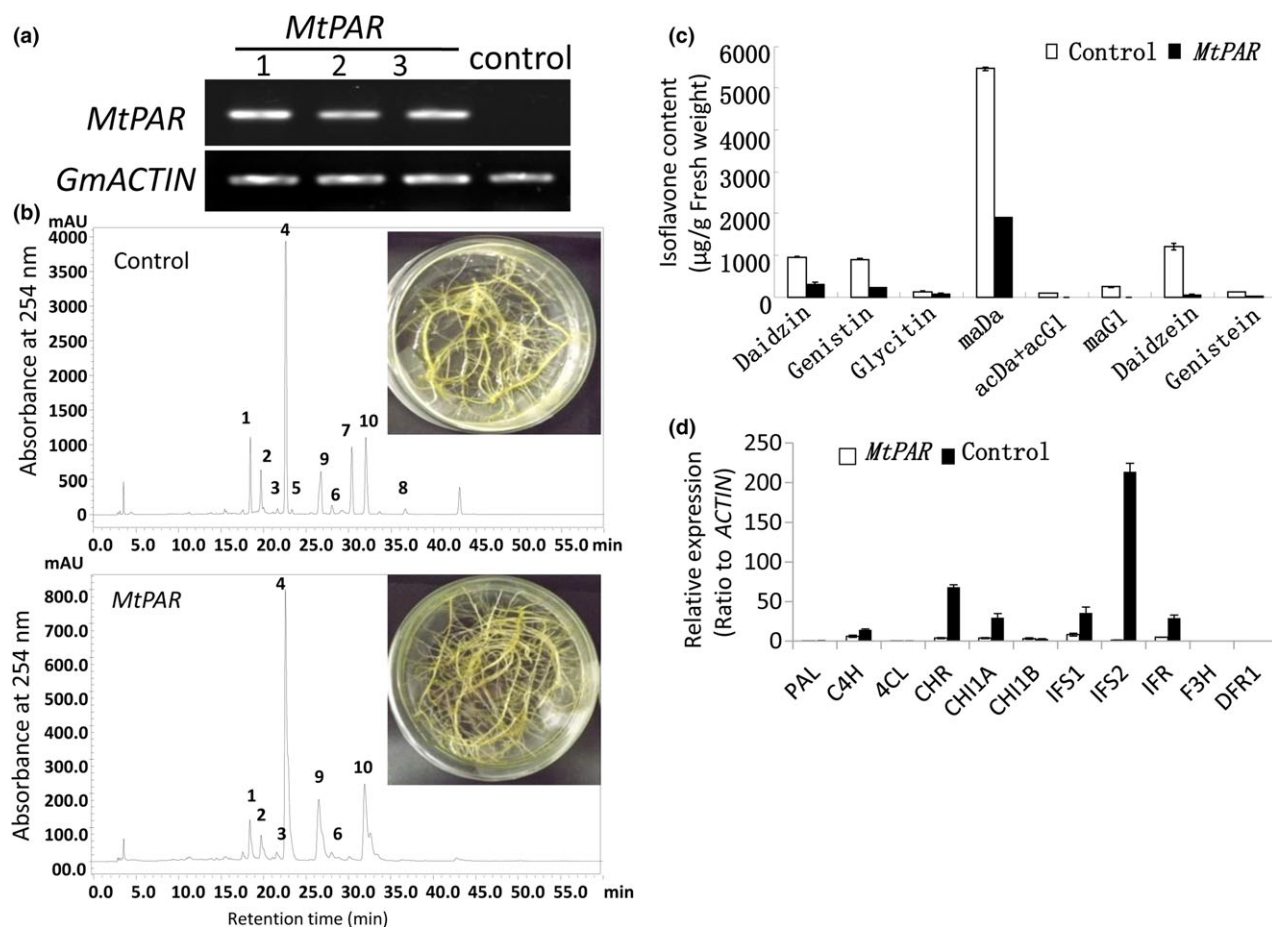 (a)
MtPAR
1 2 3 control
MtPAR
GmACTIN
(b)
mAU
Absorbance at 254 nm
4000
3500
3000
2500
2000
1500
1000
500
0
Control
4
1
2
3
5
9
6
7
10
8
0.0 5.0 10.0 15.0 20.0 25.0 30.0 35.0 40.0 45.0 50.0 55.0 min
mAU
Absorbance at 254 nm
800.0
700.0
600.0
500.0
400.0
300.0
200.0
100.0
00.0
MtPAR
4
1
2
3
9
6
10
0.0 5.0 10.0 15.0 20.0 25.0 30.0 35.0 40.0 45.0 50.0 55.0 min
Retention time (min)
(c)
Isoflavone content
(µg/g Fresh weight)
6000
5000
4000
3000
2000
1000
0
Control MtPAR
Daidzin
Genistin
Glycitin
maDa
acDa+acGl
maGl
Daidzein
Genistein
(d)
Relative expression
(Ratio to ACTIN)
250
200
150
100
50
0
MtPAR Control
PAL
C4H
4CL
CHR
CHI1A
CHI1B
IFS1
IFS2
IFR
F3H
DFR1